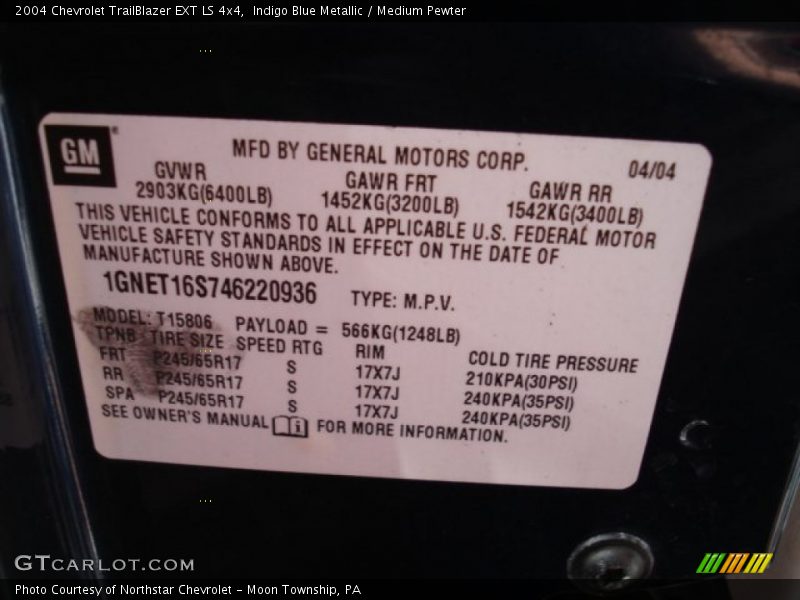 2004 Chevrolet TrailBlazer EXT LS 4x4,  Indigo Blue Metallic / Medium Pewter
GM
MFD BY GENERAL MOTORS CORP. 04/04
GVWR GAWR FRT GAWR RR
2903KG(6400LB) 1452KG(3200LB) 1542KG(3400LB)
THIS VEHICLE CONFORMS TO ALL APPLICABLE U.S. FEDERAL MOTOR
VEHICLE SAFETY STANDARDS IN EFFECT ON THE DATE OF
MANUFACTURE SHOWN ABOVE.
1GNET16S746220936 TYPE: M.P.V.
MODEL: T15806 PAYLOAD = 566KG(1248LB)
TPNB TIRE SIZE SPEED RTG RIM COLD TIRE PRESSURE
FRT P245/65R17 S 17X7J 210KPA(30PSI)
RR P245/65R17 S 17X7J 240KPA(35PSI)
SPA P245/65R17 S 17X7J 240KPA(35PSI)
SEE OWNER'S MANUAL i FOR MORE INFORMATION.
GTCARLOT.COM
Photo Courtesy of Northstar Chevrolet - Moon Township, PA